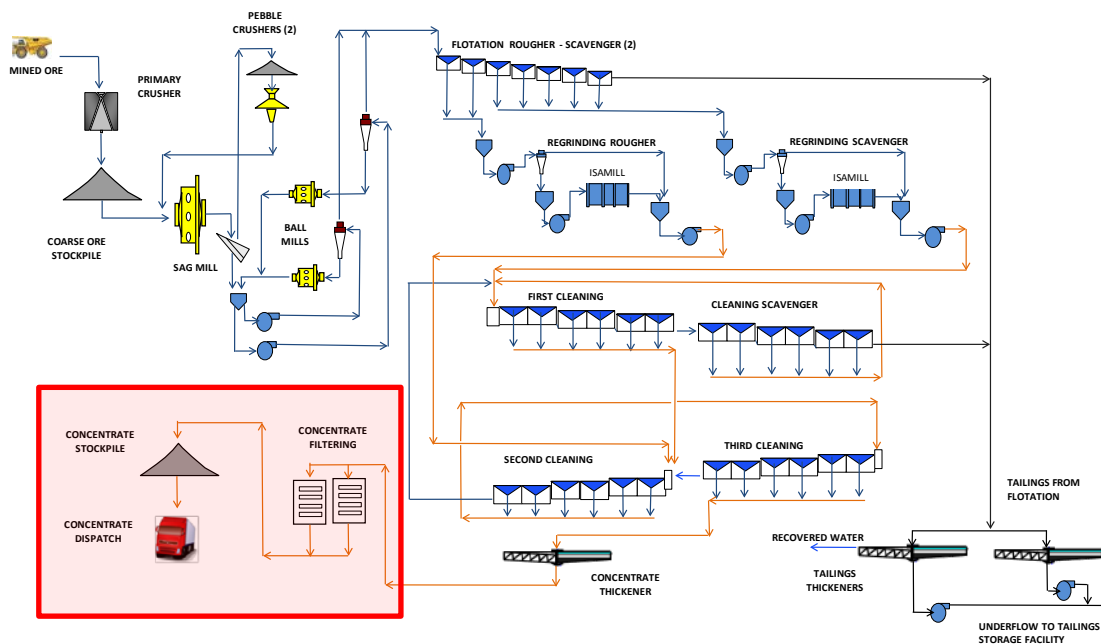 PEBBLE
CRUSHERS (2)
MINED ORE
PRIMARY
CRUSHER
FLOTATION ROUGHER - SCAVENGER (2)
REGRINDING ROUGHER
REGRINDING SCAVENGER
ISAMILL
ISAMILL
COARSE ORE
STOCKPILE
SAG MILL
BALL
MILLS
FIRST CLEANING
CLEANING SCAVENGER
CONCENTRATE
STOCKPILE
CONCENTRATE
FILTERING
SECOND CLEANING
THIRD CLEANING
CONCENTRATE
DISPATCH
TAILINGS FROM
FLOTATION
RECOVERED WATER
CONCENTRATE
THICKENER
TAILINGS
THICKENERS
UNDERFLOW TO TAILINGS
STORAGE FACILITY